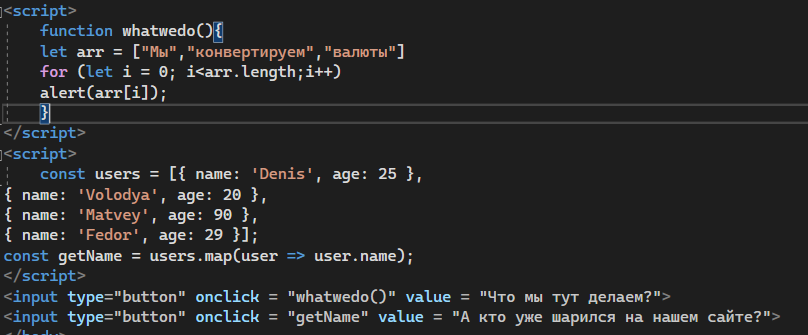 <script>
function whatwedo(){
let arr = ["Мы","конвертируем","валюты"]
for (let i = 0; i<arr.length;i++)
alert(arr[i]);
}
</script>
<script>
const users = [{ name: 'Denis', age: 25 },
{ name: 'Volodya', age: 20 },
{ name: 'Matvey', age: 90 },
{ name: 'Fedor', age: 29 }];
const getName = users.map(user => user.name);
</script>
<input type="button" onclick = "whatwedo()" value = "Что мы тут делаем?">
<input type="button" onclick = "getName" value = "А кто уже шарился на нашем сайте?">